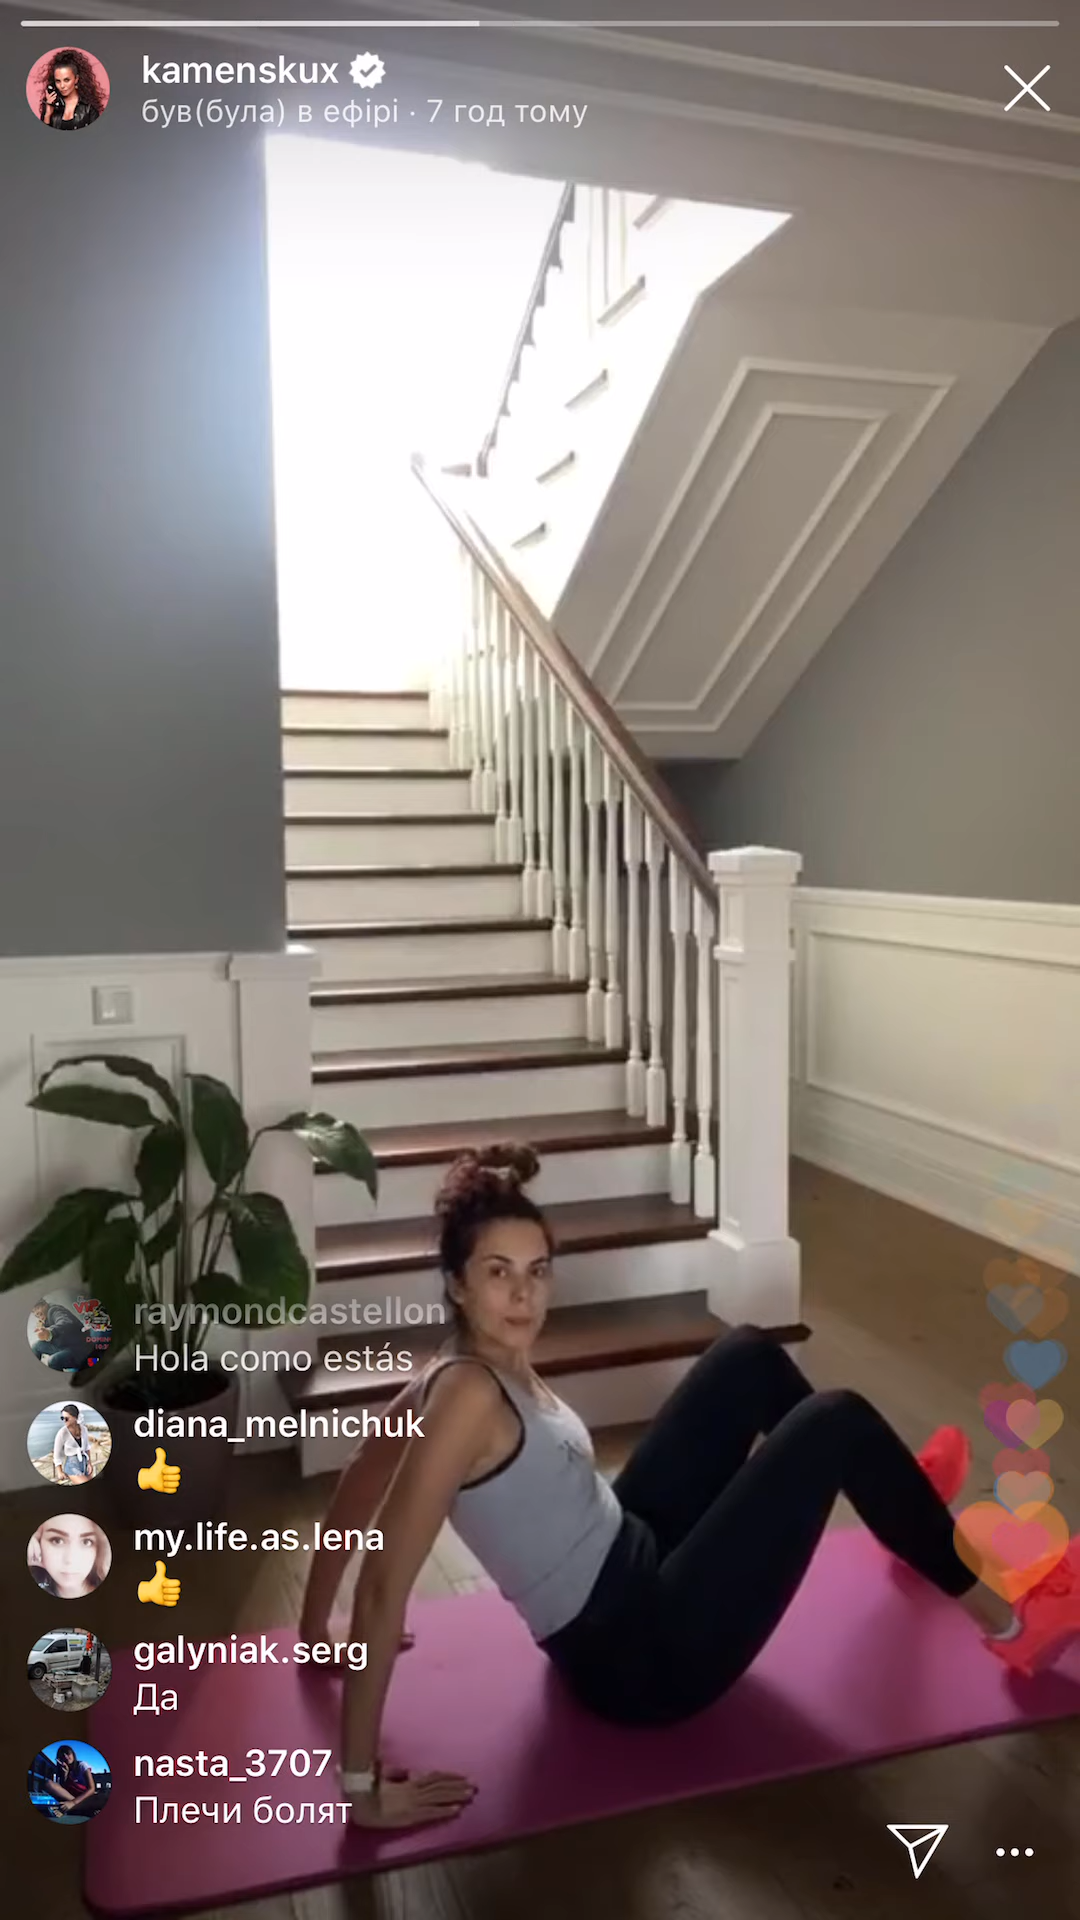 kamenskux
був(була) в ефірі · 7 год тому
raymondcastellon
Hola como estás
diana_melnichuk
👍
my.life.as.lena
👍
galyniak.serg
Да
nasta_3707
Плечи болят